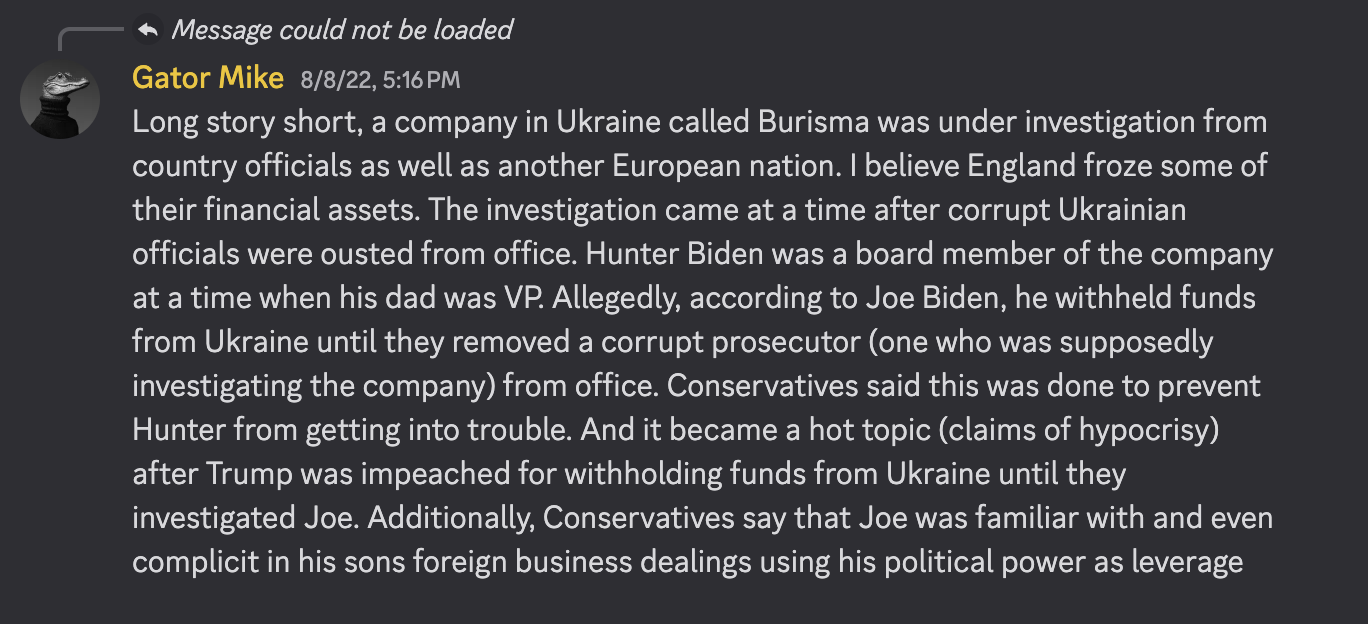 Message could not be loaded
Gator Mike 8/8/22, 5:16 PM
Long story short, a company in Ukraine called Burisma was under investigation from
country officials as well as another European nation. I believe England froze some of
their financial assets. The investigation came at a time after corrupt Ukrainian
officials were ousted from office. Hunter Biden was a board member of the company
at a time when his dad was VP. Allegedly, according to Joe Biden, he withheld funds
from Ukraine until they removed a corrupt prosecutor (one who was supposedly
investigating the company) from office. Conservatives said this was done to prevent
Hunter from getting into trouble. And it became a hot topic (claims of hypocrisy)
after Trump was impeached for withholding funds from Ukraine until they
investigated Joe. Additionally, Conservatives say that Joe was familiar with and even
complicit in his sons foreign business dealings using his political power as leverage